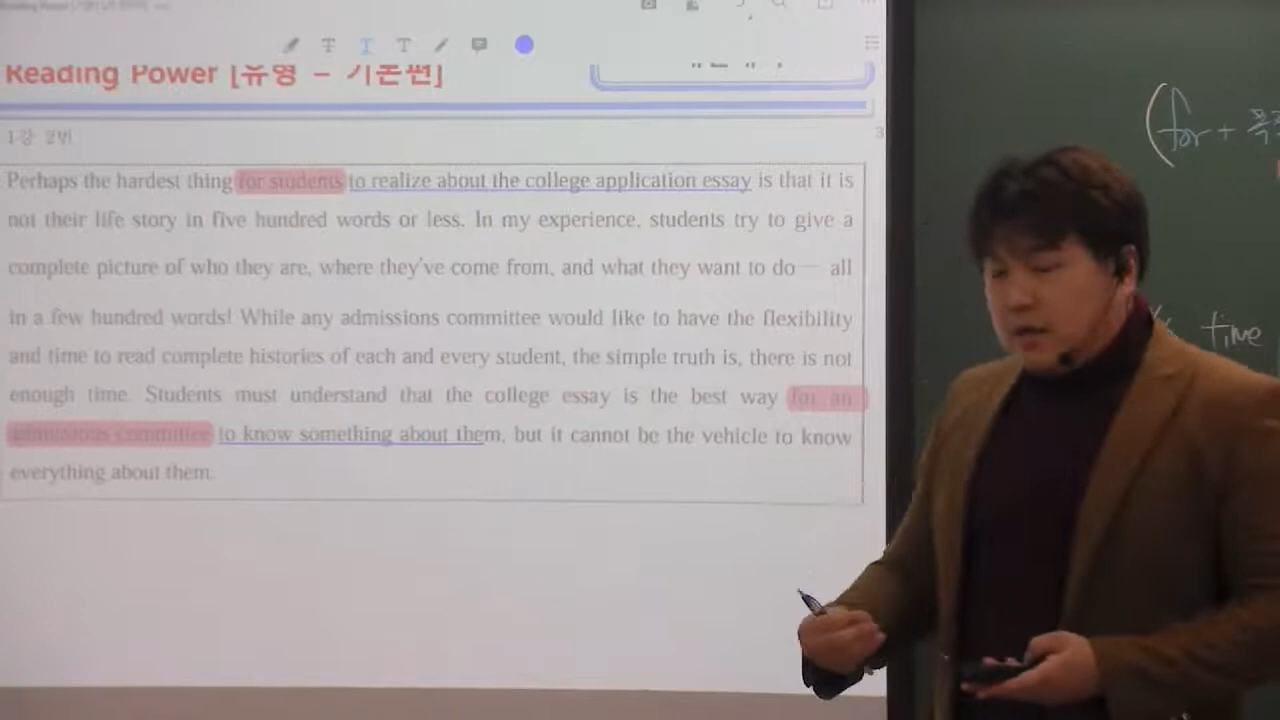 Reading Power [유형 - 기본편]
1강 2번
3
Perhaps the hardest thing for students to realize about the college application essay is that it is
not their life story in five hundred words or less. In my experience, students try to give a
complete picture of who they are, where they've come from, and what they want to do— all
in a few hundred words! While any admissions committee would like to have the flexibility
and time to read complete histories of each and every student, the simple truth is, there is not
enough time. Students must understand that the college essay is the best way for an
admissions committee to know something about them, but it cannot be the vehicle to know
everything about them.
(for +
time